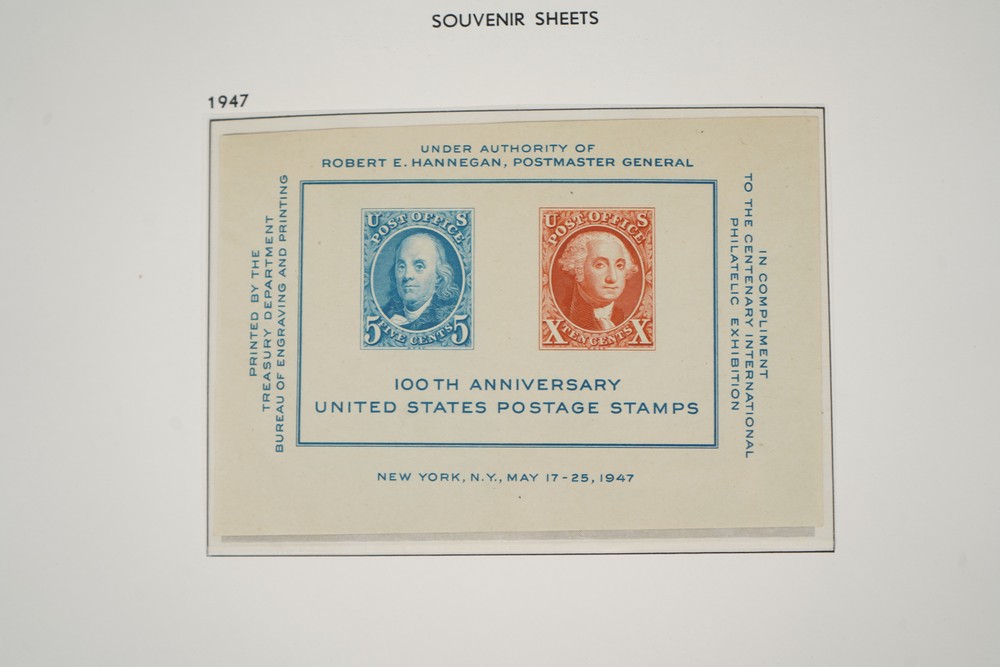 SOUVENIR SHEETS
1947
UNDER AUTHORITY OF
ROBERT E. HANNEGAN, POSTMASTER GENERAL
PRINTED BY THE
TREASURY DEPARTMENT
BUREAU OF ENGRAVING AND PRINTING
U S
POST OFFICE
5 5
FIVE CENTS
U S
POST OFFICE
X X
TEN CENTS
100TH ANNIVERSARY
UNITED STATES POSTAGE STAMPS
IN COMPLIMENT
TO THE CENTENARY INTERNATIONAL
PHILATELIC EXHIBITION
NEW YORK, N.Y., MAY 17-25, 1947